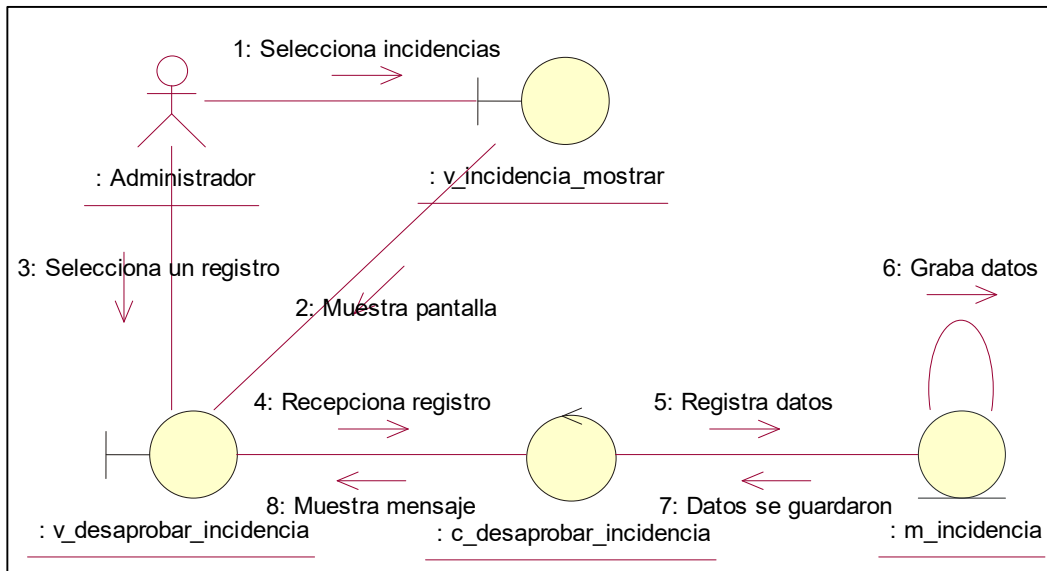 1: Selecciona incidencias
: Administrador
: v_incidencia_mostrar
3: Selecciona un registro
6: Graba datos
2: Muestra pantalla
4: Recepciona registro
5: Registra datos
8: Muestra mensaje
7: Datos se guardaron
: v_desaprobar_incidencia
: c_desaprobar_incidencia
: m_incidencia